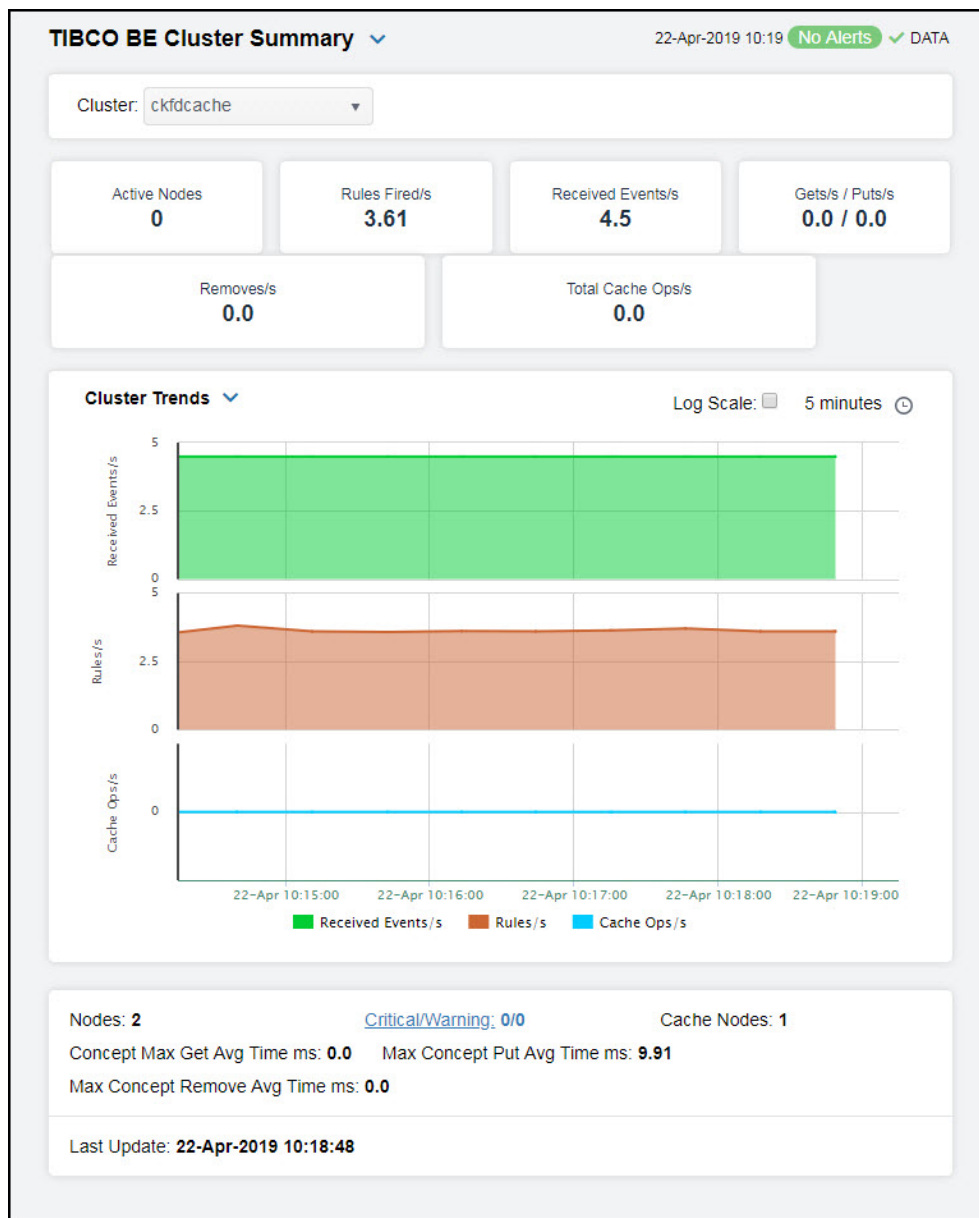 TIBCO BE Cluster Summary 22-Apr-2019 10:19 No Alerts DATA
Cluster: ckfdcache
Active Nodes Rules Fired/s Received Events/s Gets/s / Puts/s
0 3.61 4.5 0.0 / 0.0
Removes/s Total Cache Ops/s
0.0 0.0
Cluster Trends Log Scale: 5 minutes
5
Received Events/s
2.5
0
5
Rules/s
2.5
0
Cache Ops/s
0
22-Apr 10:15:00 22-Apr 10:16:00 22-Apr 10:17:00 22-Apr 10:18:00 22-Apr 10:19:00
Received Events/s Rules/s Cache Ops/s
Nodes: 2 Critical/Warning: 0/0 Cache Nodes: 1
Concept Max Get Avg Time ms: 0.0 Max Concept Put Avg Time ms: 9.91
Max Concept Remove Avg Time ms: 0.0
Last Update: 22-Apr-2019 10:18:48